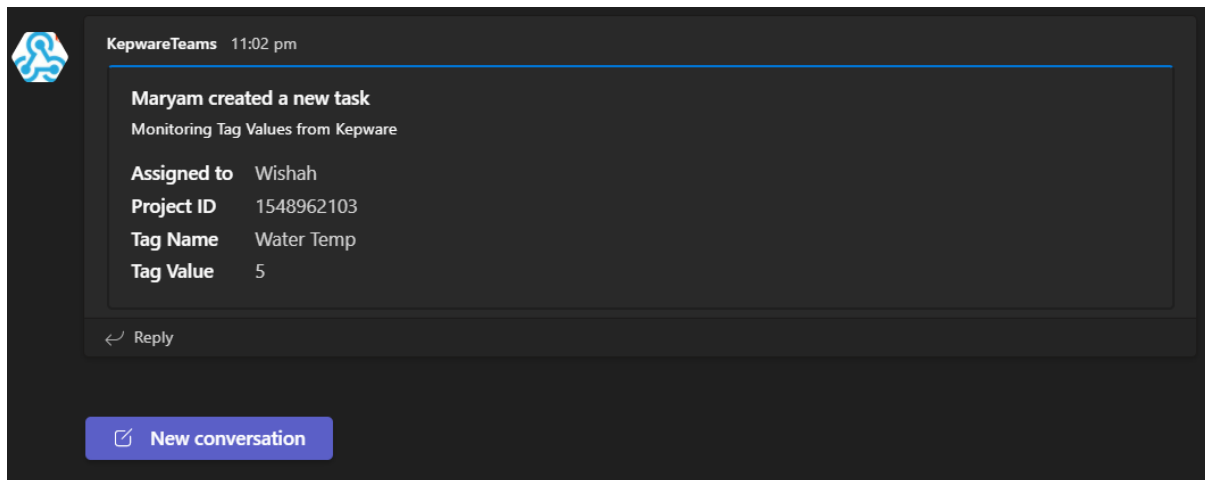 KepwareTeams 11:02 pm
Maryam created a new task
Monitoring Tag Values from Kepware
Assigned to Wishah
Project ID 1548962103
Tag Name Water Temp
Tag Value 5
Reply
New conversation